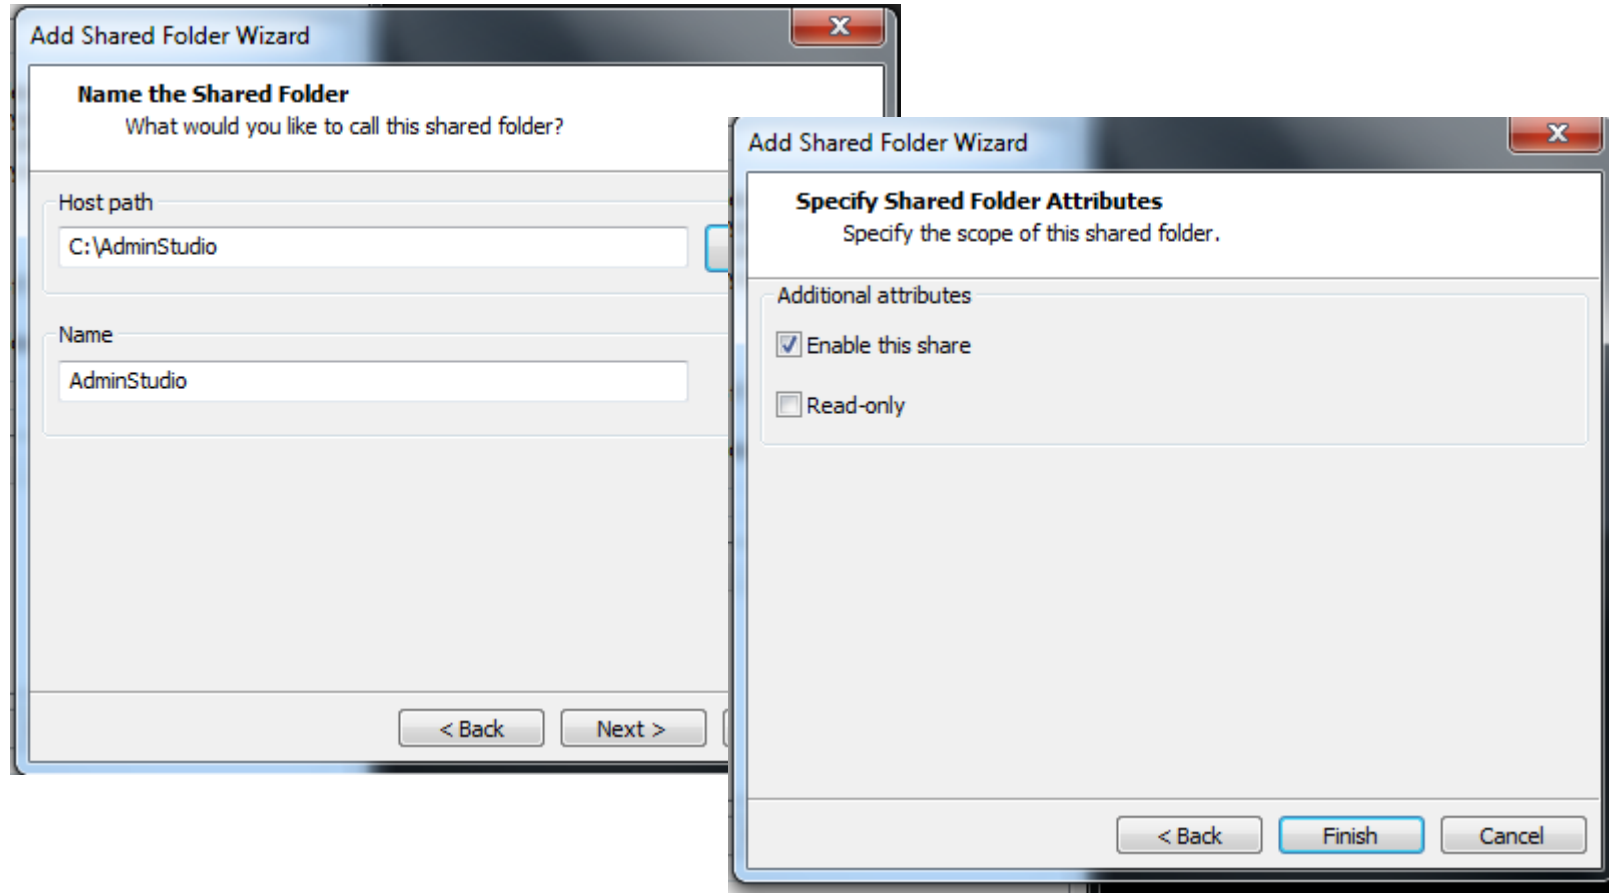 Add Shared Folder Wizard
Name the Shared Folder
What would you like to call this shared folder?
Host path
C:\AdminStudio
Name
AdminStudio
< Back
Next >
Add Shared Folder Wizard
Specify Shared Folder Attributes
Specify the scope of this shared folder.
Additional attributes
Enable this share
Read-only
< Back
Finish
Cancel